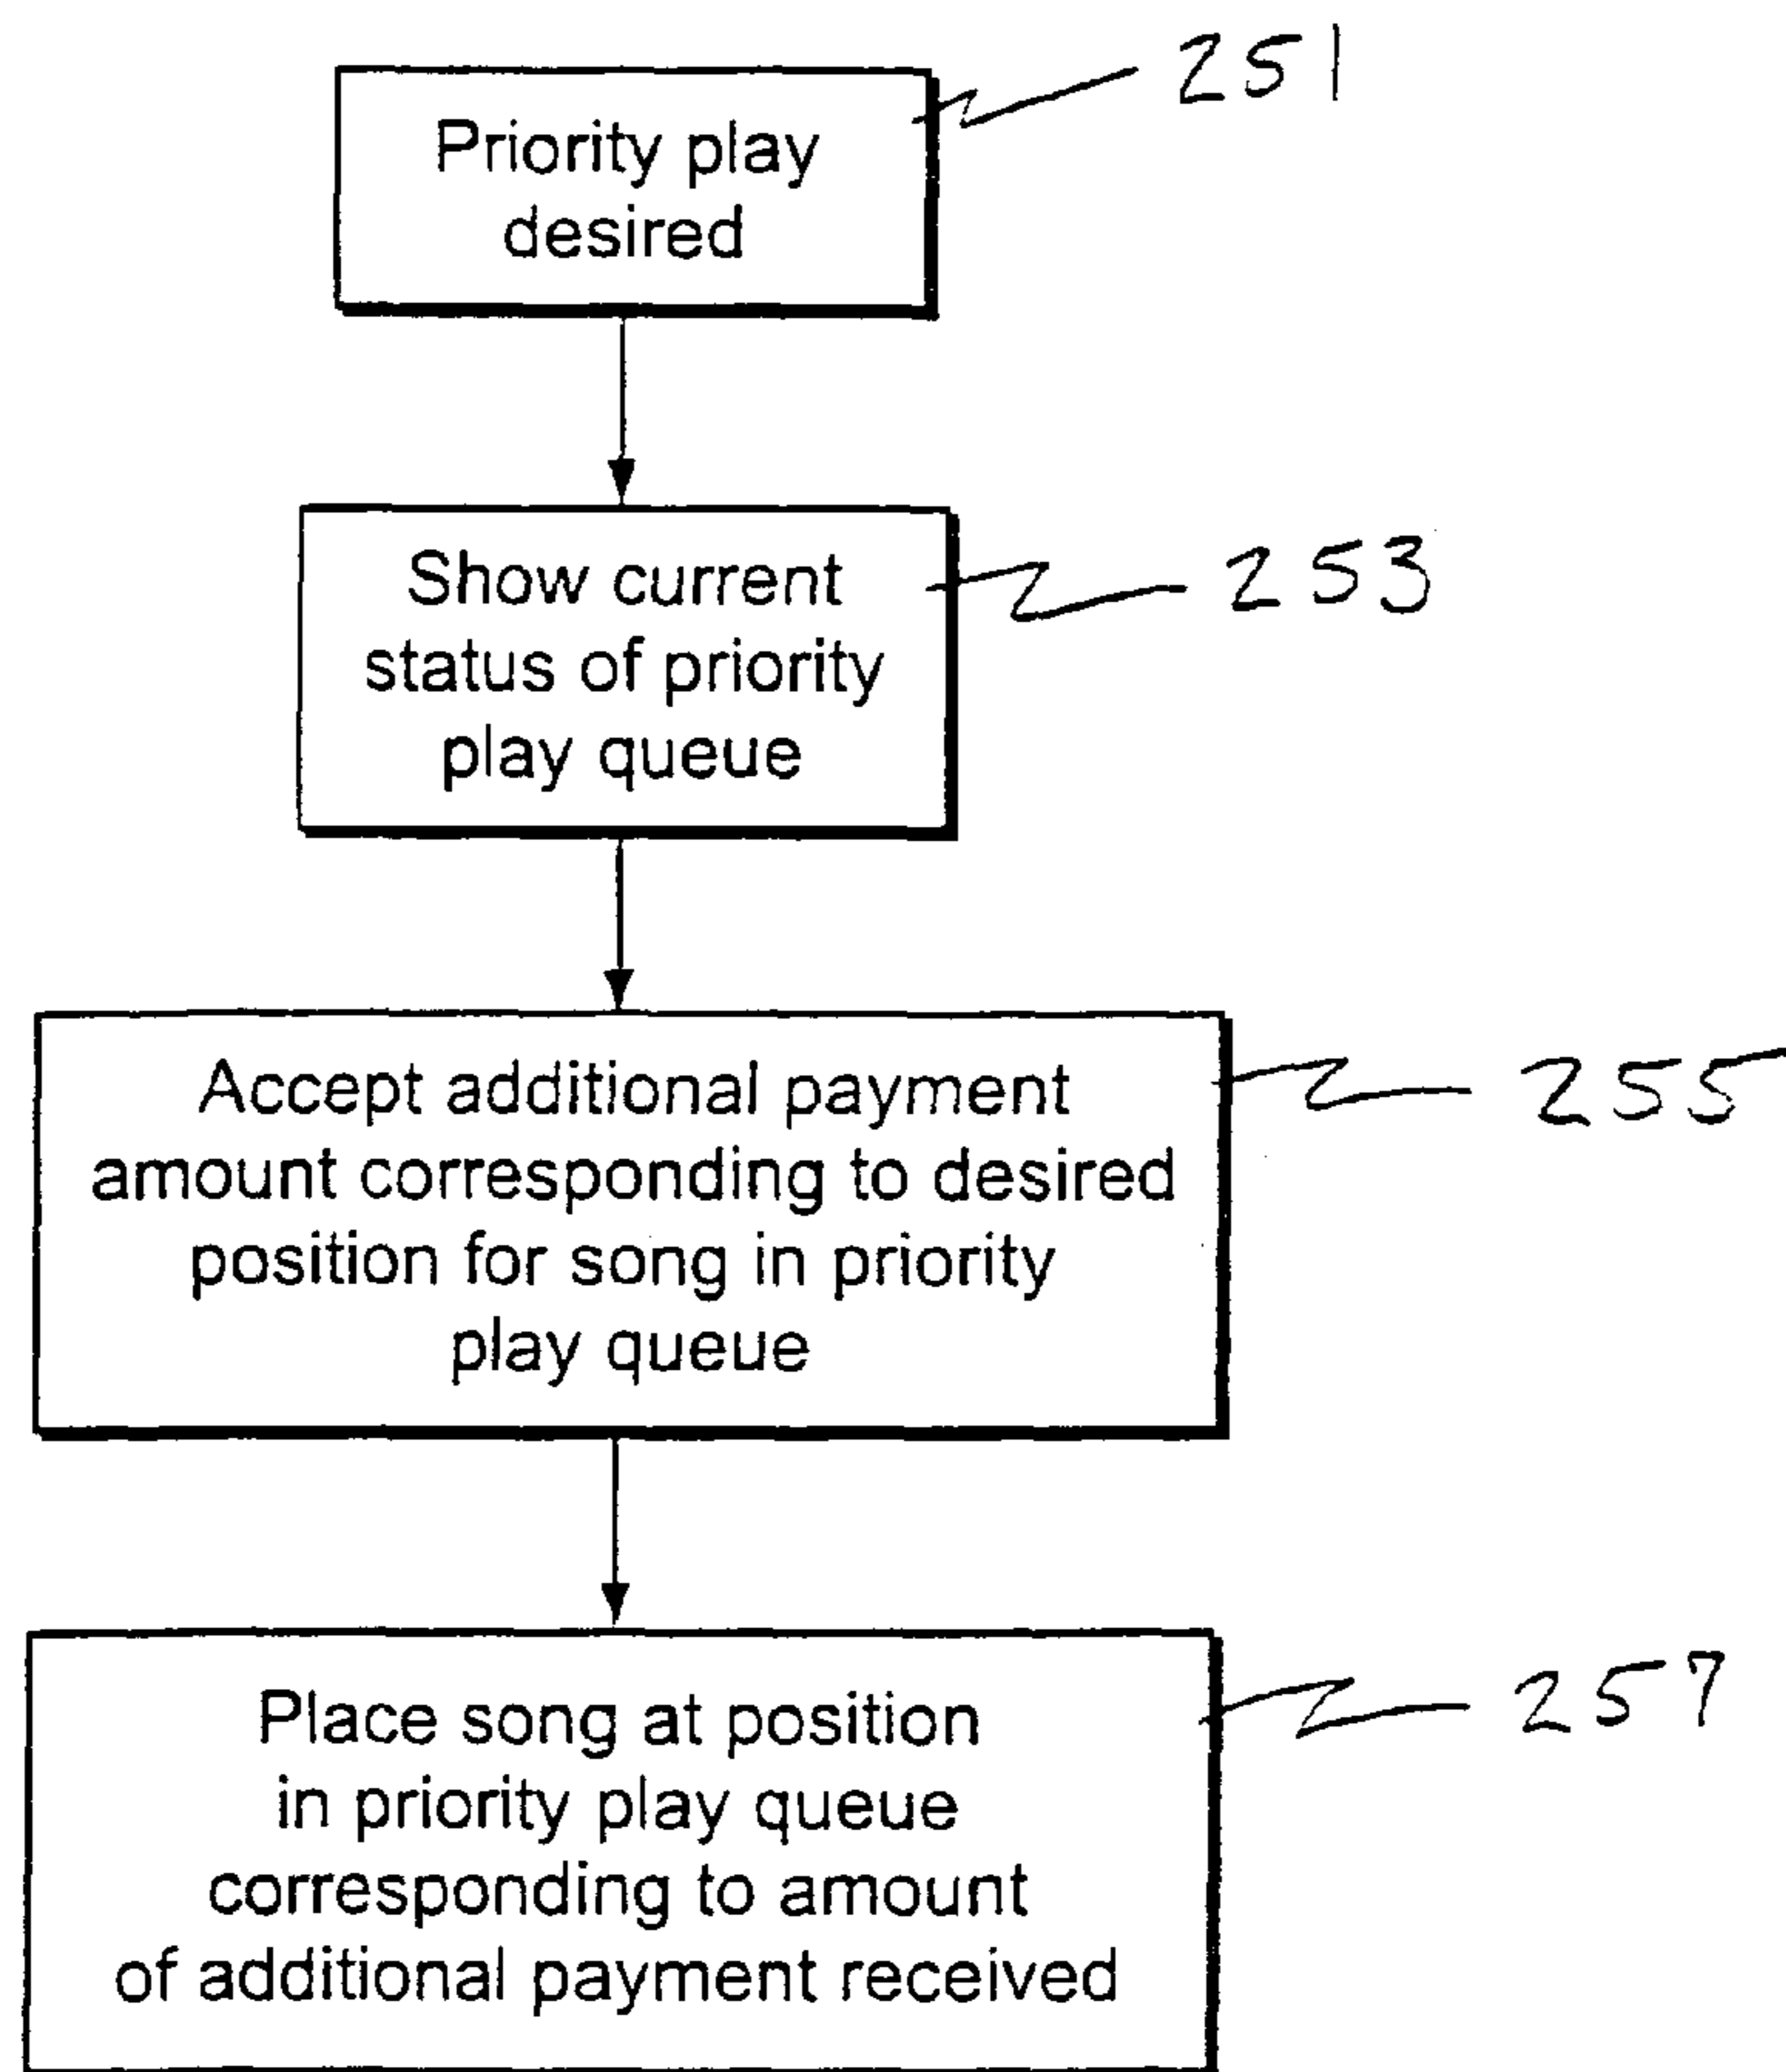 251
Priority play
desired
253
Show current
status of priority
play queue
255
Accept additional payment
amount corresponding to desired
position for song in priority
play queue
257
Place song at position
in priority play queue
corresponding to amount
of additional payment received